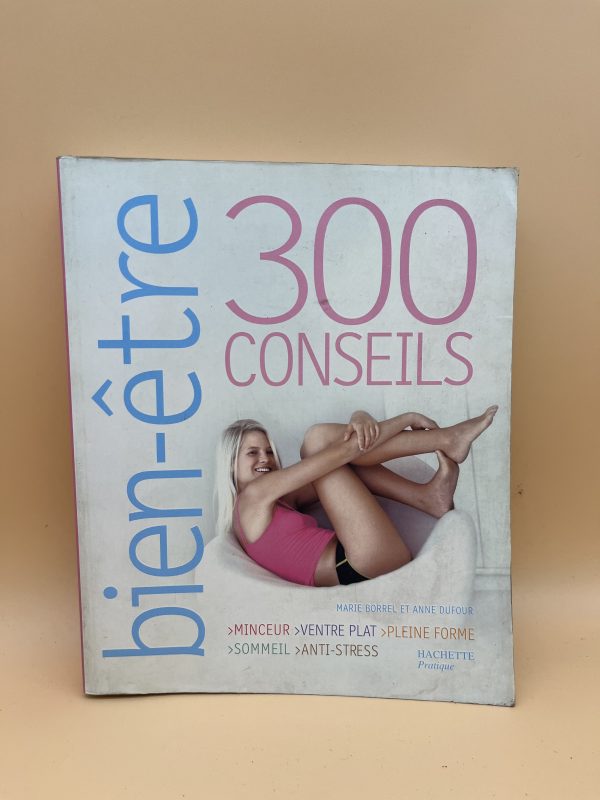 bien-être
300
CONSEILS
MARIE BORREL ET ANNE DUFOUR
>MINCEUR >VENTRE PLAT >PLEINE FORME
>SOMMEIL >ANTI-STRESS
HACHETTE
Pratique